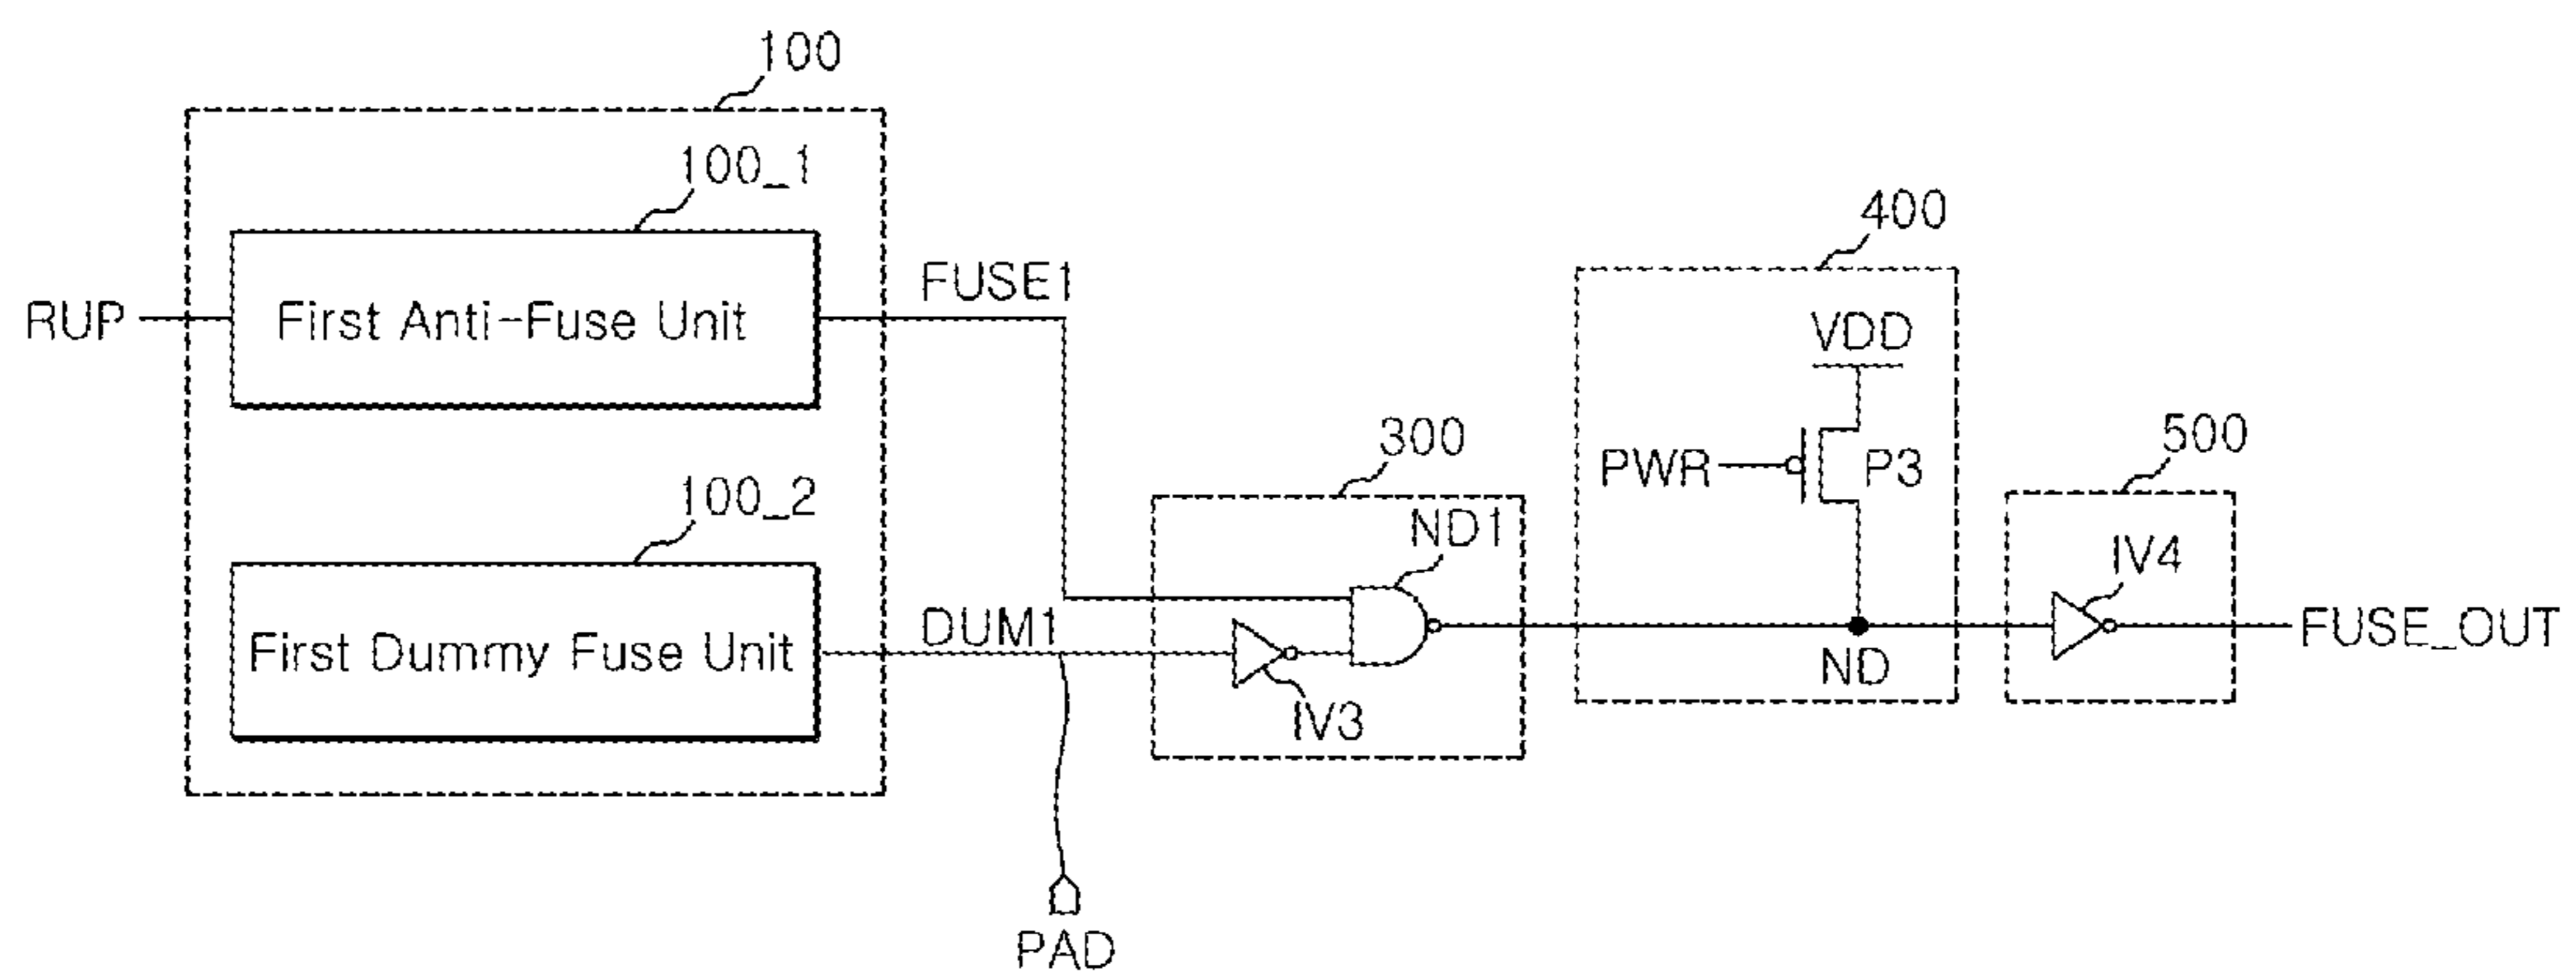 100
100_1
RUP
First Anti-Fuse Unit
FUSE1
100_2
First Dummy Fuse Unit
DUM1
PAD
300
ND1
IV3
400
VDD
PWR
P3
ND
500
IV4
FUSE_OUT